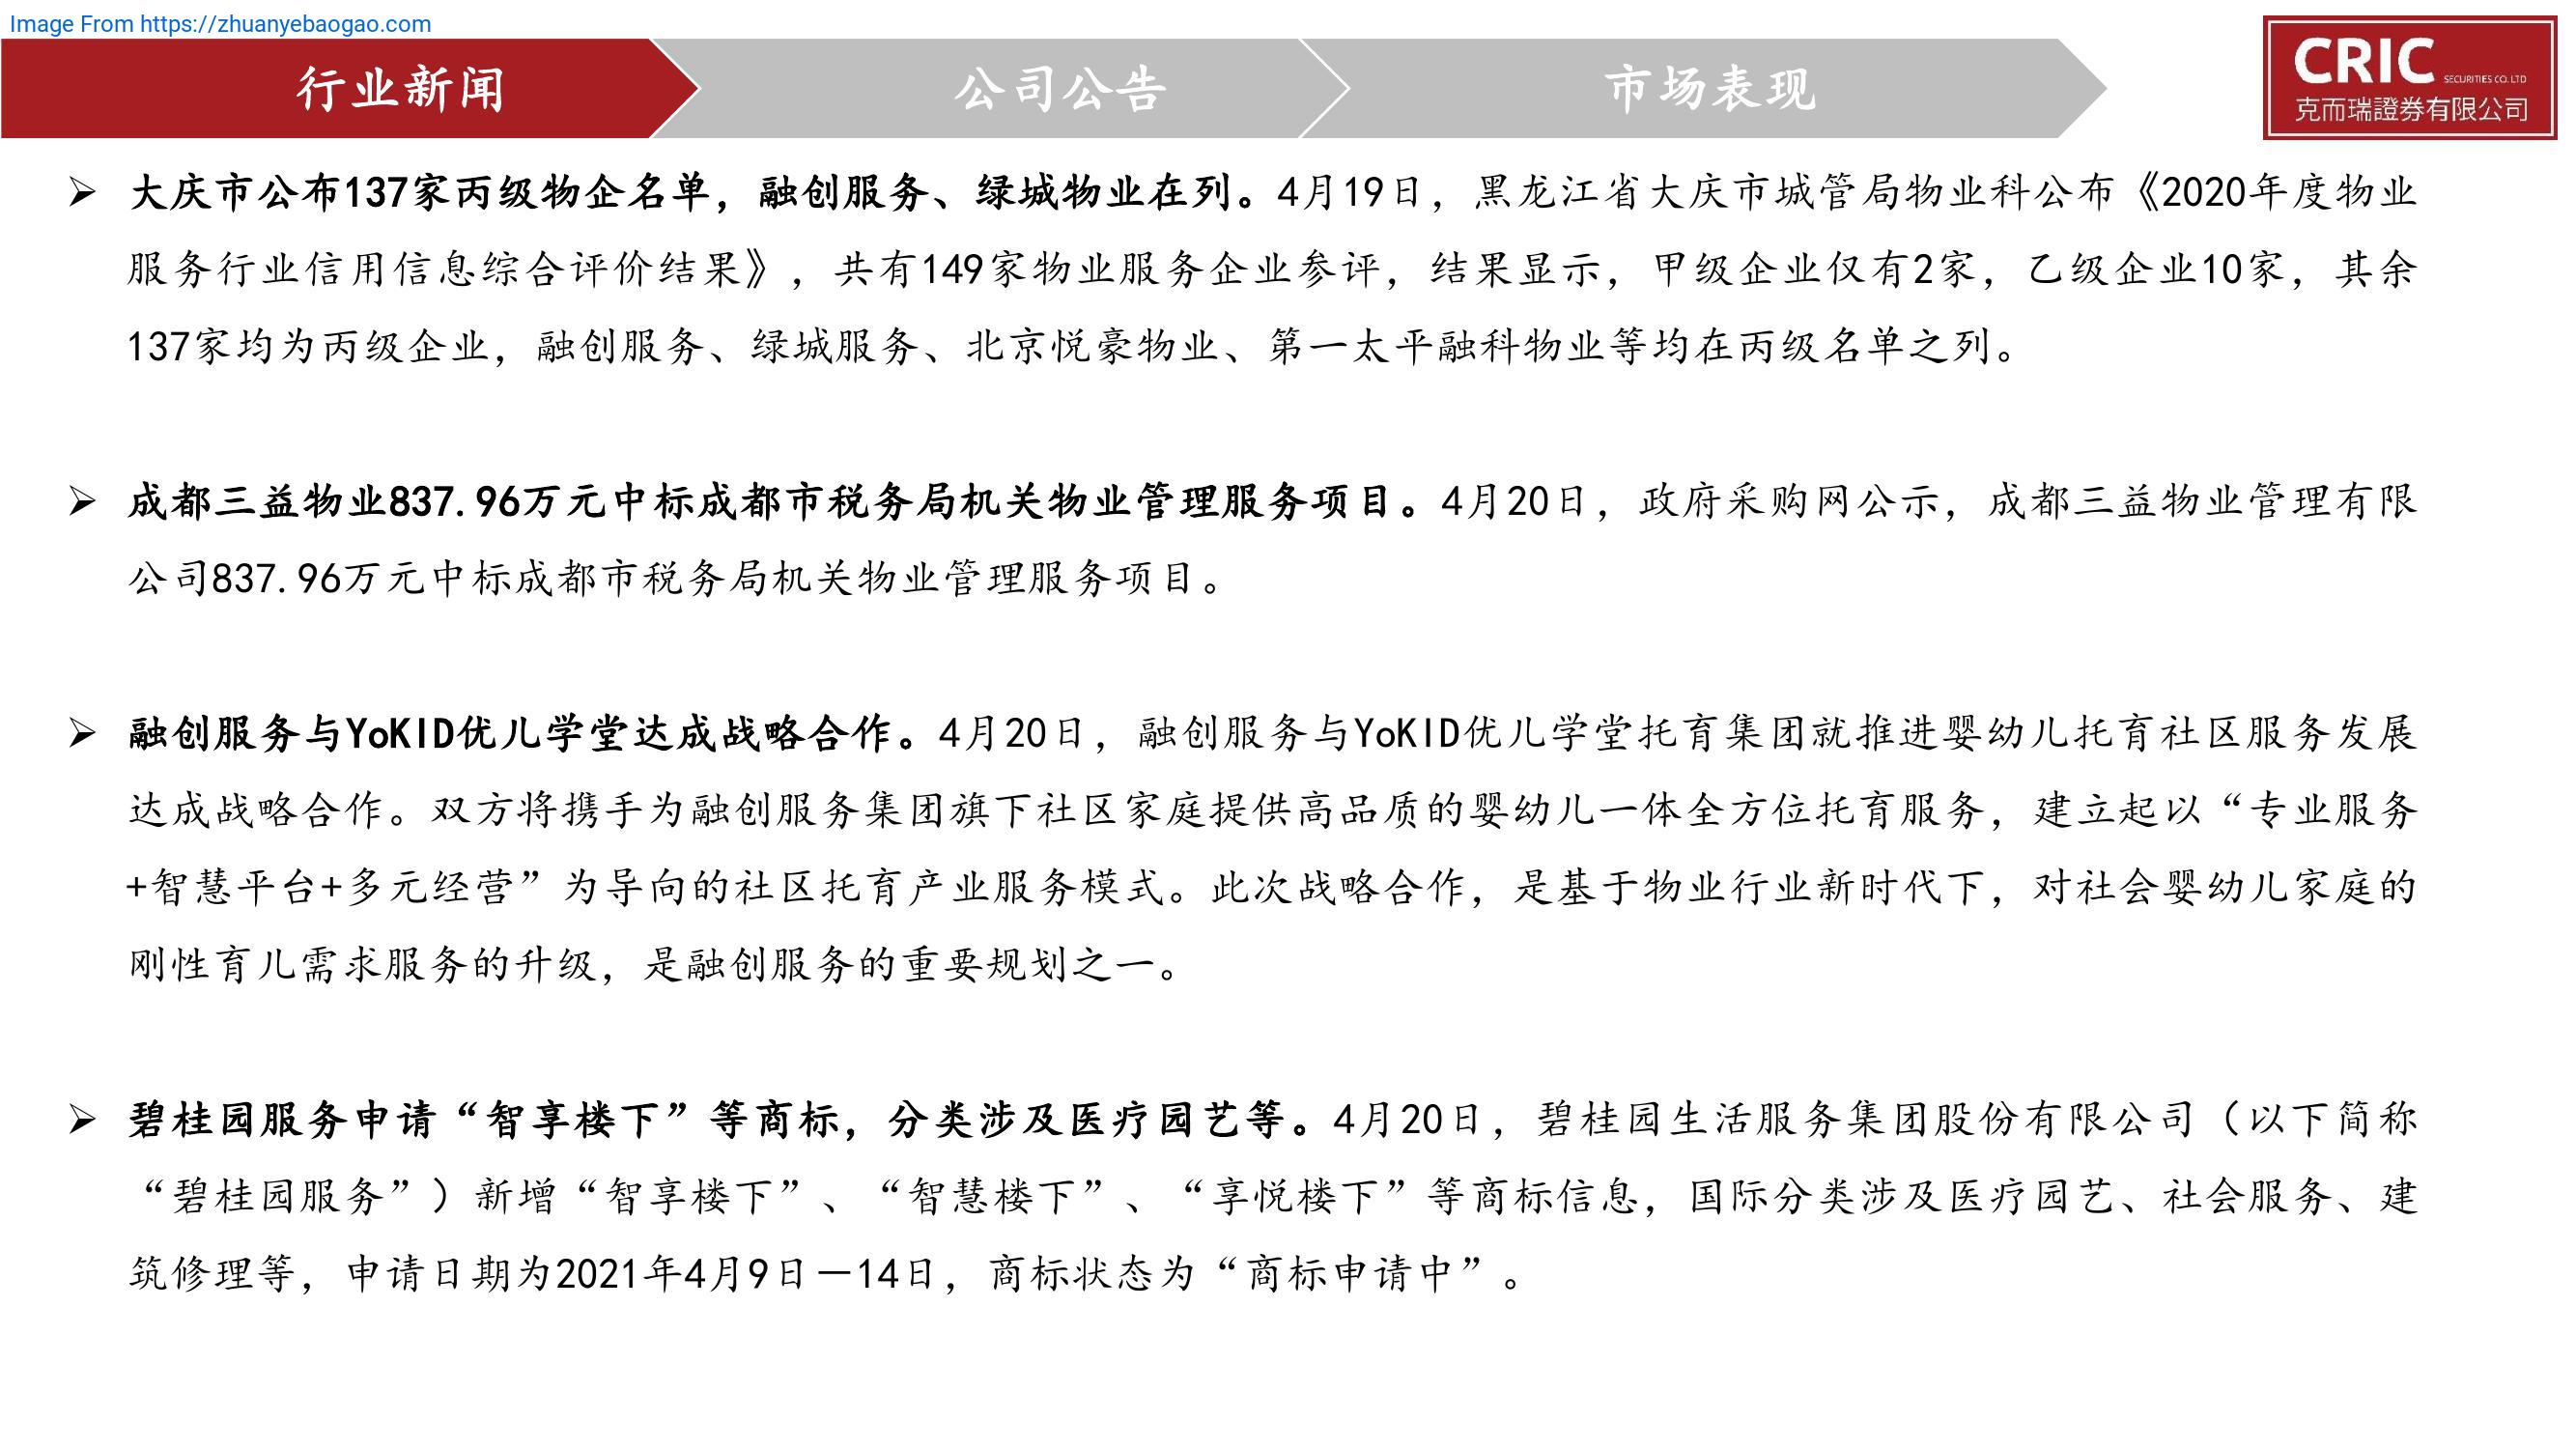 Image From https://zhuanyebaogao.com
行业新闻
公司公告
市场表现
CRIC SECURITIES CO. LTD
克而瑞證券有限公司
➢ 大庆市公布137家丙级物企名单，融创服务、绿城物业在列。4月19日，黑龙江省大庆市城管局物业科公布《2020年度物业
服务行业信用信息综合评价结果》，共有149家物业服务企业参评，结果显示，甲级企业仅有2家，乙级企业10家，其余
137家均为丙级企业，融创服务、绿城服务、北京悦豪物业、第一太平融科物业等均在丙级名单之列。
➢ 成都三益物业837.96万元中标成都市税务局机关物业管理服务项目。4月20日，政府采购网公示，成都三益物业管理有限
公司837.96万元中标成都市税务局机关物业管理服务项目。
➢ 融创服务与YoKID优儿学堂达成战略合作。4月20日，融创服务与YoKID优儿学堂托育集团就推进婴幼儿托育社区服务发展
达成战略合作。双方将携手为融创服务集团旗下社区家庭提供高品质的婴幼儿一体全方位托育服务，建立起以“专业服务
+智慧平台+多元经营”为导向的社区托育产业服务模式。此次战略合作，是基于物业行业新时代下，对社会婴幼儿家庭的
刚性育儿需求服务的升级，是融创服务的重要规划之一。
➢ 碧桂园服务申请“智享楼下”等商标，分类涉及医疗园艺等。4月20日，碧桂园生活服务集团股份有限公司（以下简称
“碧桂园服务”）新增“智享楼下”、“智慧楼下”、“享悦楼下”等商标信息，国际分类涉及医疗园艺、社会服务、建
筑修理等，申请日期为2021年4月9日—14日，商标状态为“商标申请中”。